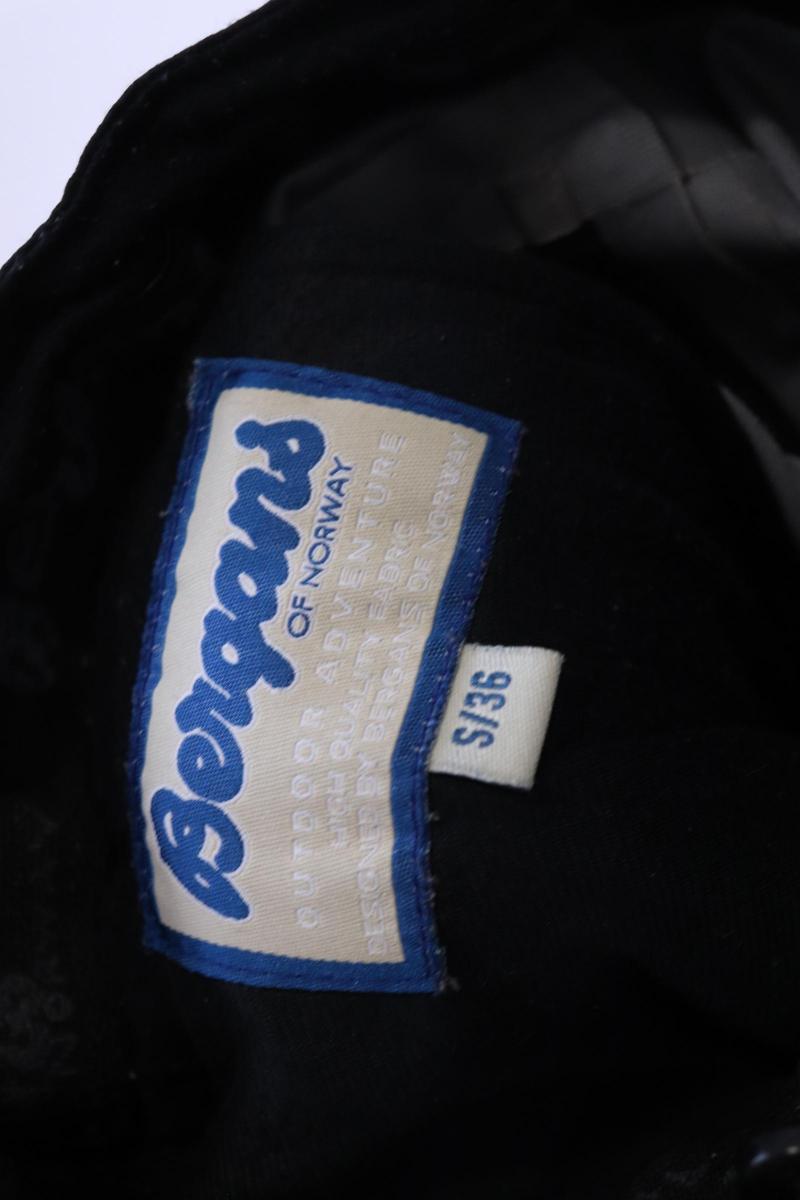 Bergans
OF NORWAY
OUTDOOR ADVENTURE
HIGH QUALITY FABRIC
DESIGNED BY BERGANS OF NORWAY
S/36